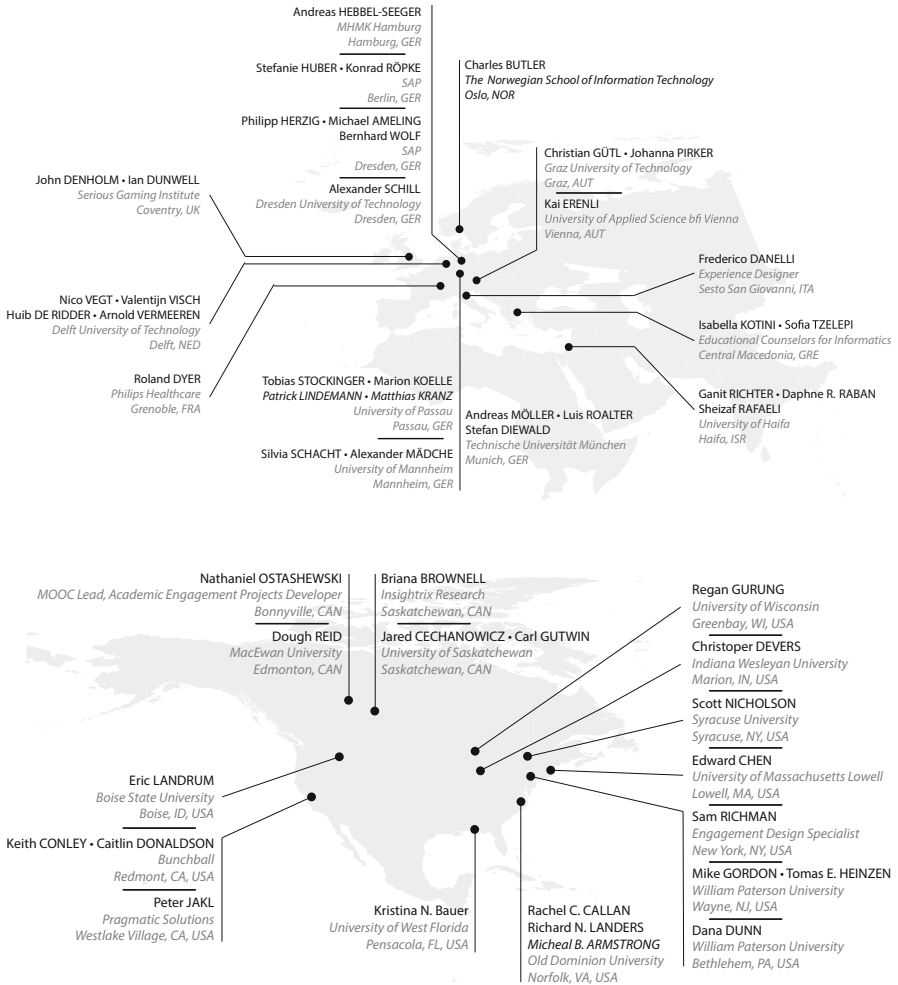 Andreas HEBBEL-SEEGER
MHMK Hamburg
Hamburg, GER
Stefanie HUBER • Konrad RÖPKE
SAP
Berlin, GER
Philipp HERZIG • Michael AMELING
Bernhard WOLF
SAP
Dresden, GER
Alexander SCHILL
Dresden University of Technology
Dresden, GER
Charles BUTLER
The Norwegian School of Information Technology
Oslo, NOR
Christian GÜTL • Johanna PIRKER
Graz University of Technology
Graz, AUT
Kai ERENLI
University of Applied Science bfi Vienna
Vienna, AUT
John DENHOLM • Ian DUNWELL
Serious Gaming Institute
Coventry, UK
Nico VEGT • Valentijn VISCH
Huib DE RIDDER • Arnold VERMEEREN
Delft University of Technology
Delft, NED
Roland DYER
Philips Healthcare
Grenoble, FRA
Frederico DANELLI
Experience Designer
Sesto San Giovanni, ITA
Isabella KOTINI • Sofia TZELEPI
Educational Counselors for Informatics
Central Macedonia, GRE
Ganit RICHTER • Daphne R. RABAN
Sheizaf RAFAELI
University of Haifa
Haifa, ISR
Tobias STOCKINGER • Marion KOELLE
Patrick LINDEMANN • Matthias KRANZ
University of Passau
Passau, GER
Silvia SCHACHT • Alexander MÄDCHE
University of Mannheim
Mannheim, GER
Andreas MÖLLER • Luis ROALTER
Stefan DIEWALD
Technische Universität München
Munich, GER
Nathaniel OSTASHEWSKI
MOOC Lead, Academic Engagement Projects Developer
Bonnyville, CAN
Dough REID
MacEwan University
Edmonton, CAN
Briana BROWNELL
Insightrix Research
Saskatchewan, CAN
Jared CECHANOWICZ • Carl GUTWIN
University of Saskatchewan
Saskatchewan, CAN
Regan GURUNG
University of Wisconsin
Greenbay, WI, USA
Christoper DEVERS
Indiana Wesleyan University
Marion, IN, USA
Scott NICHOLSON
Syracuse University
Syracuse, NY, USA
Edward CHEN
University of Massachusetts Lowell
Lowell, MA, USA
Sam RICHMAN
Engagement Design Specialist
New York, NY, USA
Mike GORDON • Tomas E. HEINZEN
William Paterson University
Wayne, NJ, USA
Dana DUNN
William Paterson University
Bethlehem, PA, USA
Eric LANDRUM
Boise State University
Boise, ID, USA
Keith CONLEY • Caitlin DONALDSON
Bunchball
Redmont, CA, USA
Peter JAKL
Pragmatic Solutions
Westlake Village, CA, USA
Kristina N. Bauer
University of West Florida
Pensacola, FL, USA
Rachel C. CALLAN
Richard N. LANDERS
Micheal B. ARMSTRONG
Old Dominion University
Norfolk, VA, USA